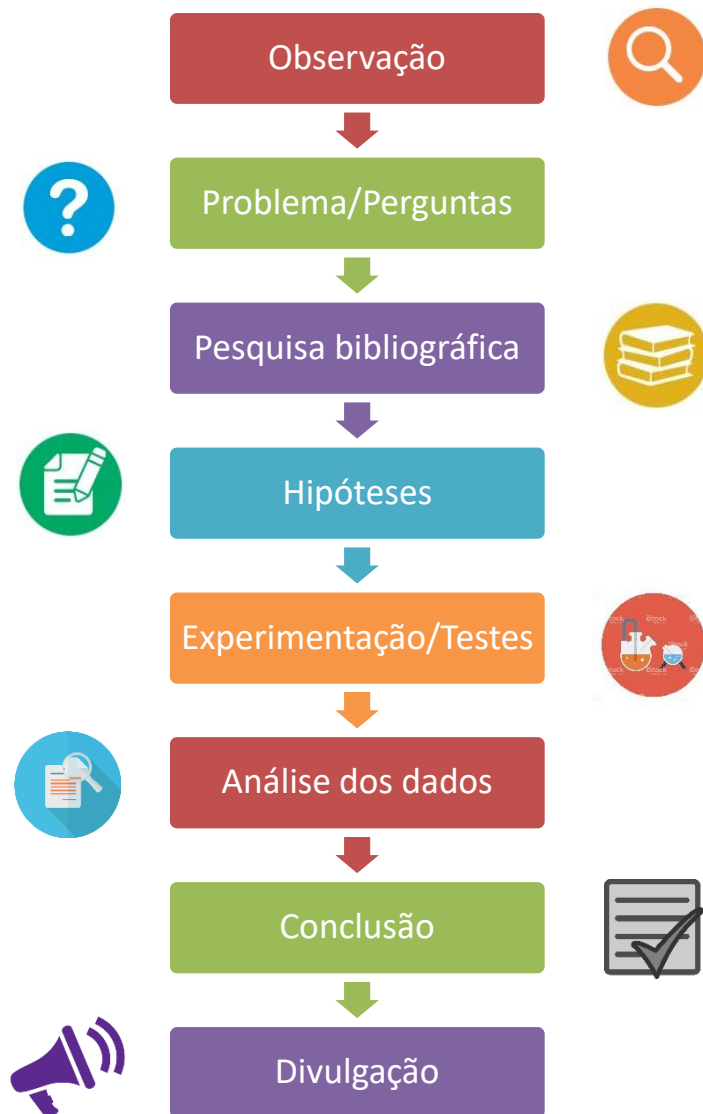 Observação
Problema/Perguntas
Pesquisa bibliográfica
Hipóteses
Experimentação/Testes
Análise dos dados
Conclusão
Divulgação